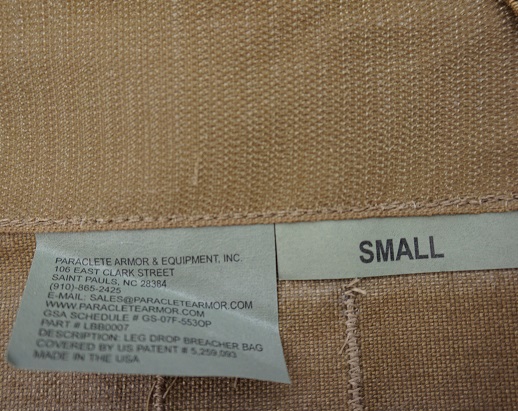 PARACLETE ARMOR & EQUIPMENT, INC.
106 EAST CLARK STREET
SAINT PAULS, NC 28384
(910)-865-2425
E-MAIL: SALES@PARACLETEARMOR.COM
WWW.PARACLETEARMOR.COM
GSA SCHEDULE # GS-07F-5530P
PART # LBB0007
DESCRIPTION: LEG DROP BREACHER BAG
COVERED BY US PATENT # 5,259,093
MADE IN THE USA
SMALL